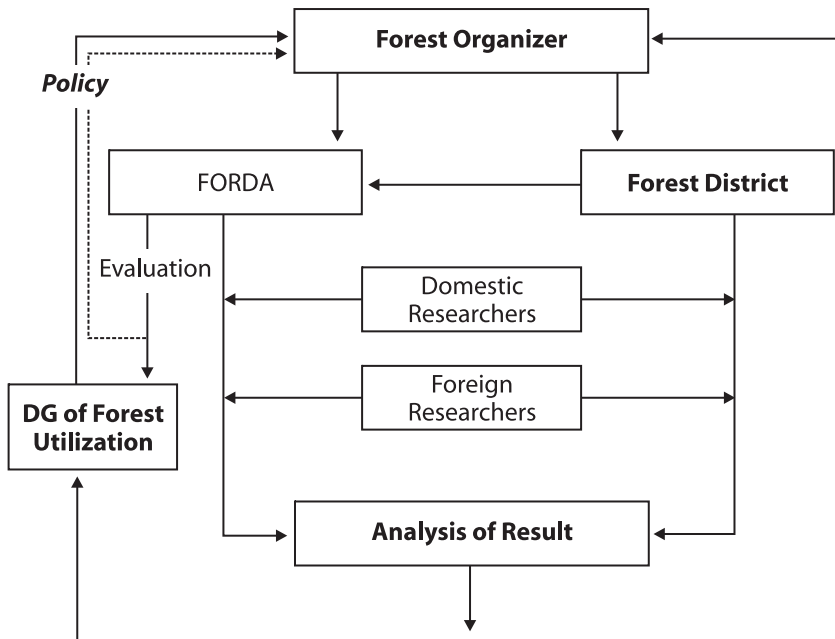 Forest Organizer
Policy
FORDA
Forest District
Evaluation
Domestic
Researchers
Foreign
Researchers
DG of Forest
Utilization
Analysis of Result